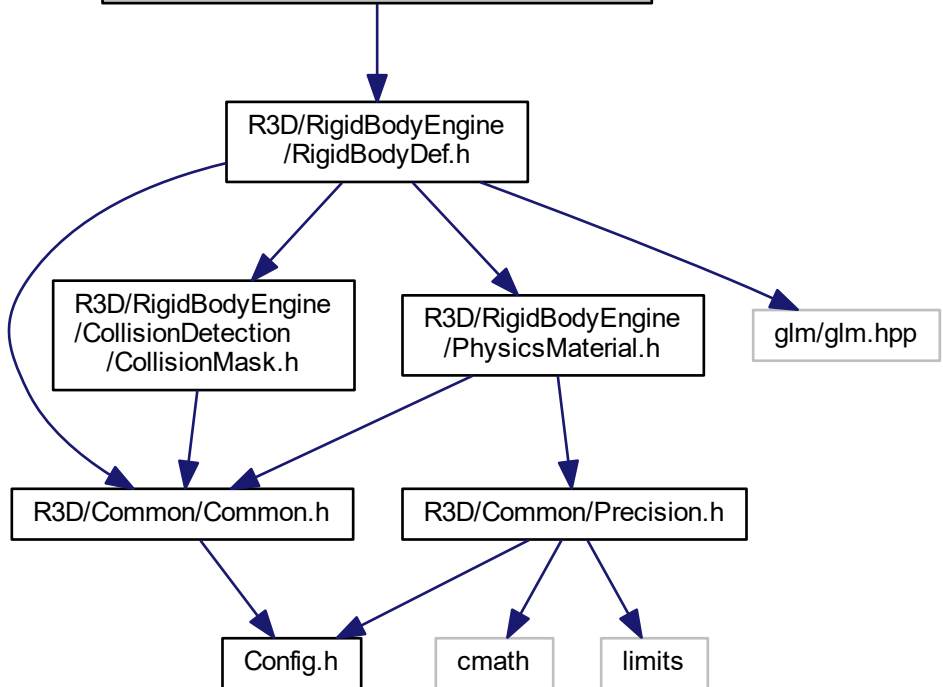 R3D/RigidBodyEngine
/RigidBodyDef.h
R3D/RigidBodyEngine
/CollisionDetection
/CollisionMask.h
R3D/RigidBodyEngine
/PhysicsMaterial.h
glm/glm.hpp
R3D/Common/Common.h
R3D/Common/Precision.h
Config.h
cmath
limits